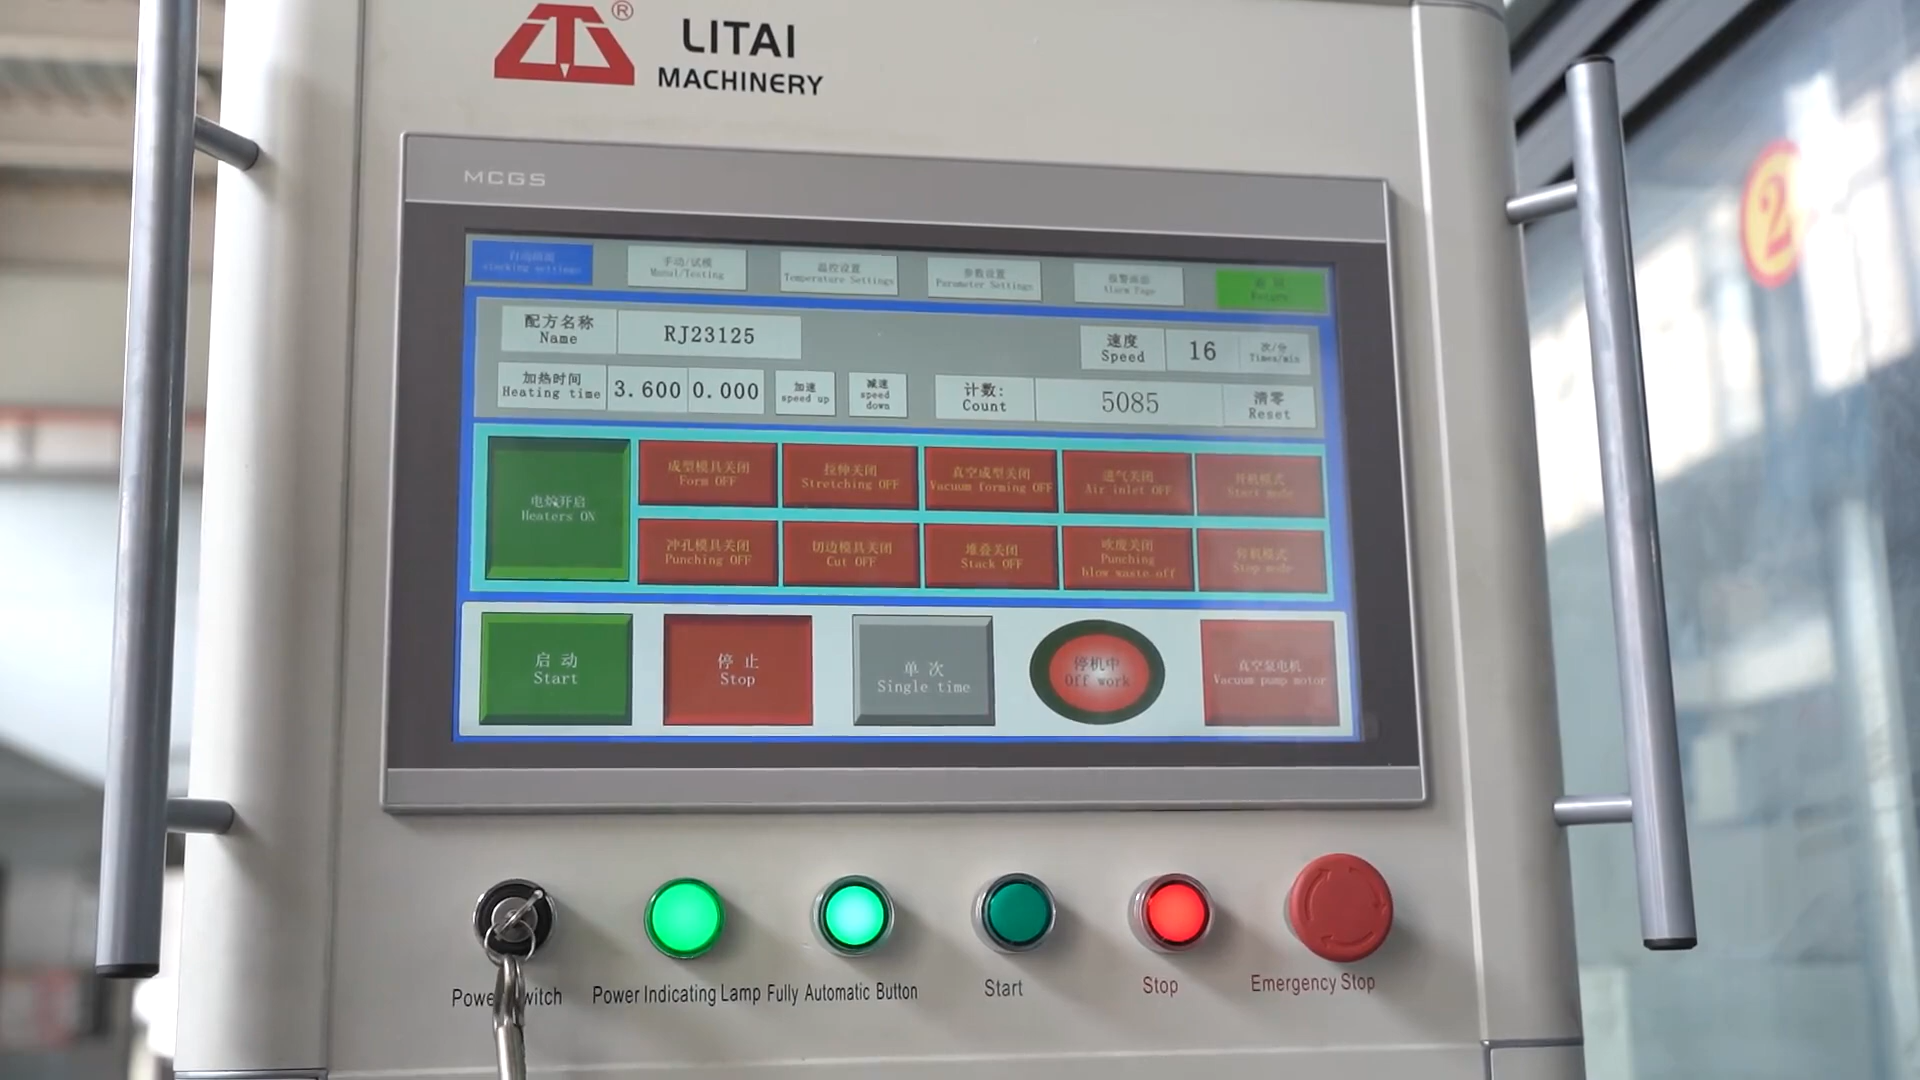 ®
LITAI
MACHINERY
MCGS
stacking settings
手动/试模
Manul/Testing
温控设置
Temperature Settings
参数设置
Parameter Settings
报警画面
Alarm Page
返回
Return
配方名称
Name
RJ23125
速度
Speed
16
次/分
Times/min
加热时间
Heating time
3.600
0.000
加速
speed up
减速
speed
down
计数:
Count
5085
清零
Reset
电炉开启
Heaters ON
成型模具关闭
Form OFF
拉伸关闭
Stretching OFF
真空成型关闭
Vacuum forming OFF
进气关闭
Air inlet OFF
开机模式
Start mode
冲孔模具关闭
Punching OFF
切边模具关闭
Cut OFF
堆叠关闭
Stack OFF
吹废关闭
Punching
blow waste off
停机模式
Stop mode
启动
Start
停止
Stop
单次
Single time
停机中
Off work
真空泵电机
Vacuum pump motor
Power Switch
Power Indicating Lamp
Fully Automatic Button
Start
Stop
Emergency Stop
2